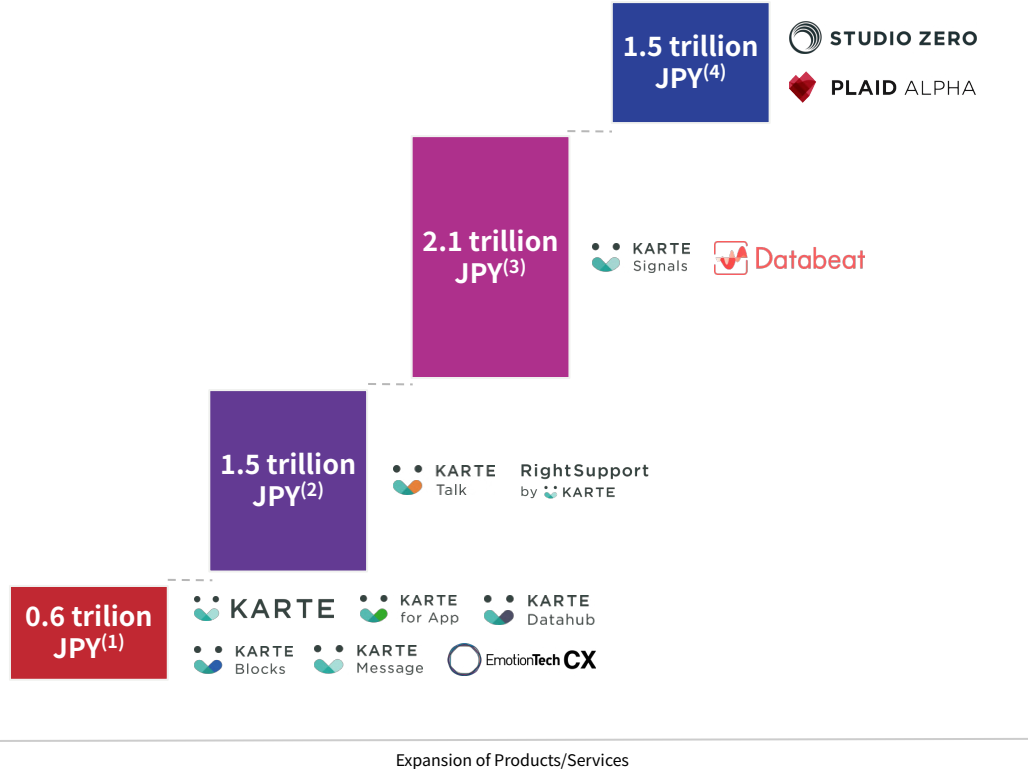 1.5 trillion
JPY(4)
STUDIO ZERO
PLAID ALPHA
2.1 trillion
JPY(3)
KARTE
Signals
Databeat
1.5 trillion
JPY(2)
KARTE
Talk
RightSupport
by KARTE
0.6 trilion
JPY(1)
KARTE
KARTE
for App
KARTE
Datahub
KARTE
Blocks
KARTE
Message
EmotionTech CX
Expansion of Products/Services